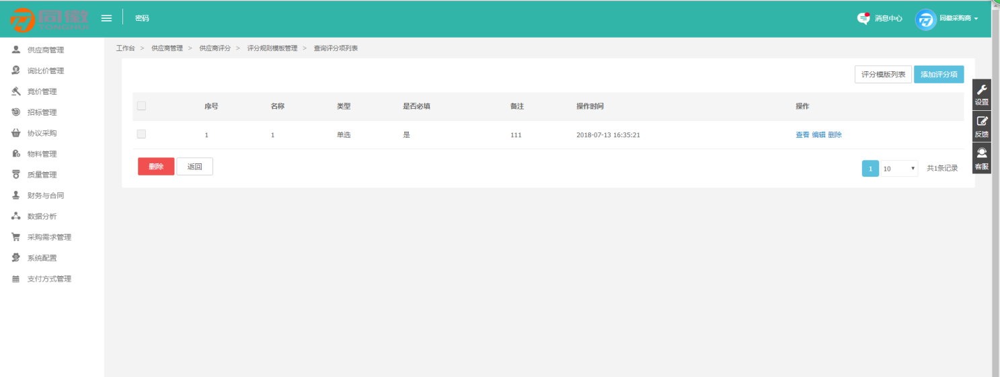 同徽
TONGHUI
密码
消息中心
同徽采购商
供应商管理
询比价管理
竞价管理
招标管理
协议采购
物料管理
质量管理
财务与合同
数据分析
采购需求管理
系统配置
支付方式管理
工作台 > 供应商管理 > 供应商评分 > 评分规则模板管理 > 查询评分项列表
评分模版列表 添加评分项
序号 名称 类型 是否必填 备注 操作时间 操作
1 1 单选 是 111 2018-07-13 16:35:21 查看 编辑 删除
删除 返回
1 10 共1条记录
设置
反馈
客服